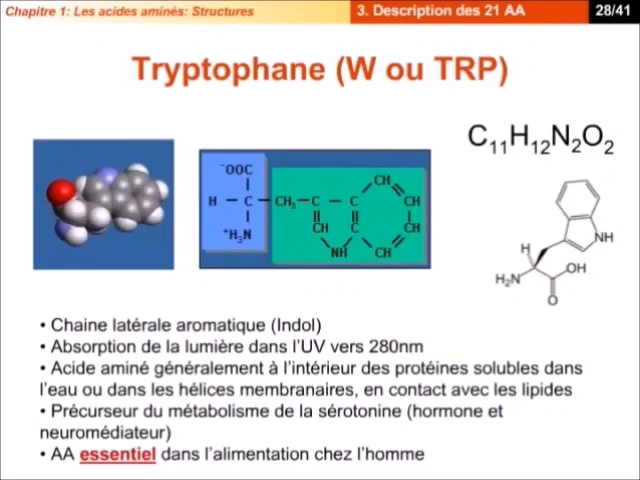 Chapitre 1: Les acides aminés: Structures
3. Description des 21 AA
28/41
Tryptophane (W ou TRP)
C11H12N2O2
-OOC
H — C — CH2 — C — C
+H3N
CH
CH
CH
CH
CH
C
NH
H
H2N
OH
O
NH
• Chaine latérale aromatique (Indol)
• Absorption de la lumière dans l'UV vers 280nm
• Acide aminé généralement à l'intérieur des protéines solubles dans
l'eau ou dans les hélices membranaires, en contact avec les lipides
• Précurseur du métabolisme de la sérotonine (hormone et
neuromédiateur)
• AA essentiel dans l'alimentation chez l'homme